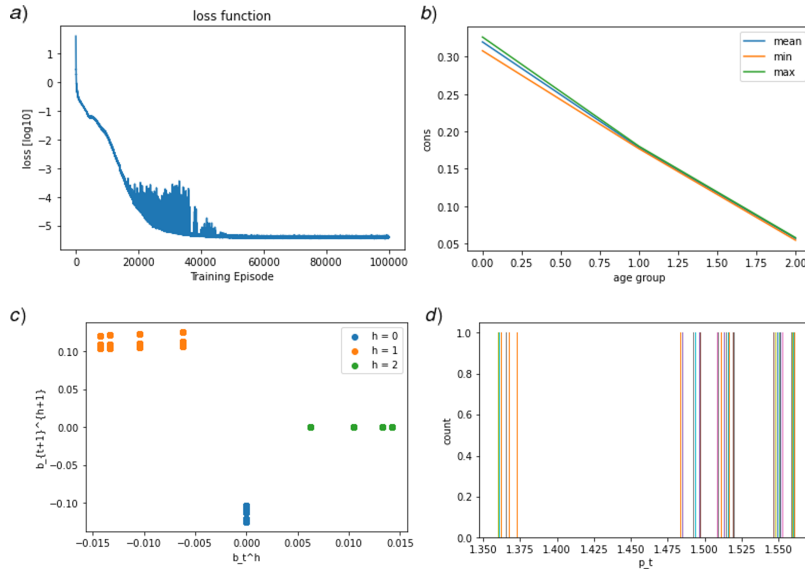 a)
loss function
1
0
−1
−2
−3
−4
−5
loss [log10]
0 20000 40000 60000 80000 100000
Training Episode
b)
mean
min
max
0.30
0.25
0.20
0.15
0.10
0.05
cons
0.00 0.25 0.50 0.75 1.00 1.25 1.50 1.75 2.00
age group
c)
h = 0
h = 1
h = 2
0.10
0.05
0.00
−0.05
−0.10
b_{t+1}^{h+1}
−0.015 −0.010 −0.005 0.000 0.005 0.010 0.015
b_t^h
d)
1.0
0.8
0.6
0.4
0.2
0.0
count
1.350 1.375 1.400 1.425 1.450 1.475 1.500 1.525 1.550
p_t